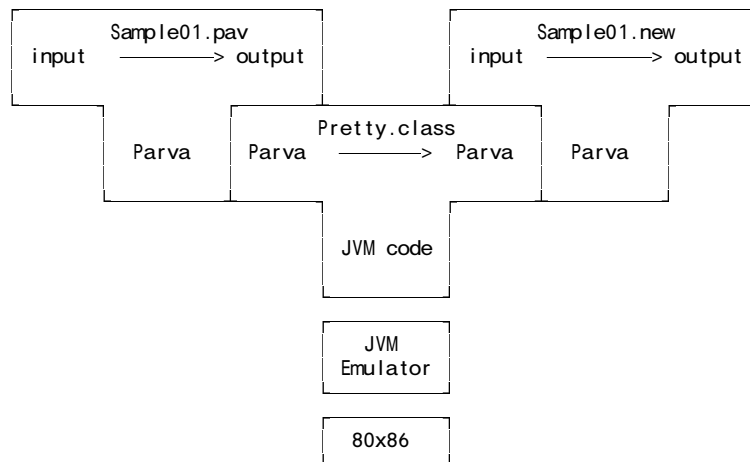 Sample01.pav Sample01.new
input output input output
Pretty.class
Parva Parva Parva Parva
JVM code
JVM
Emulator
80x86